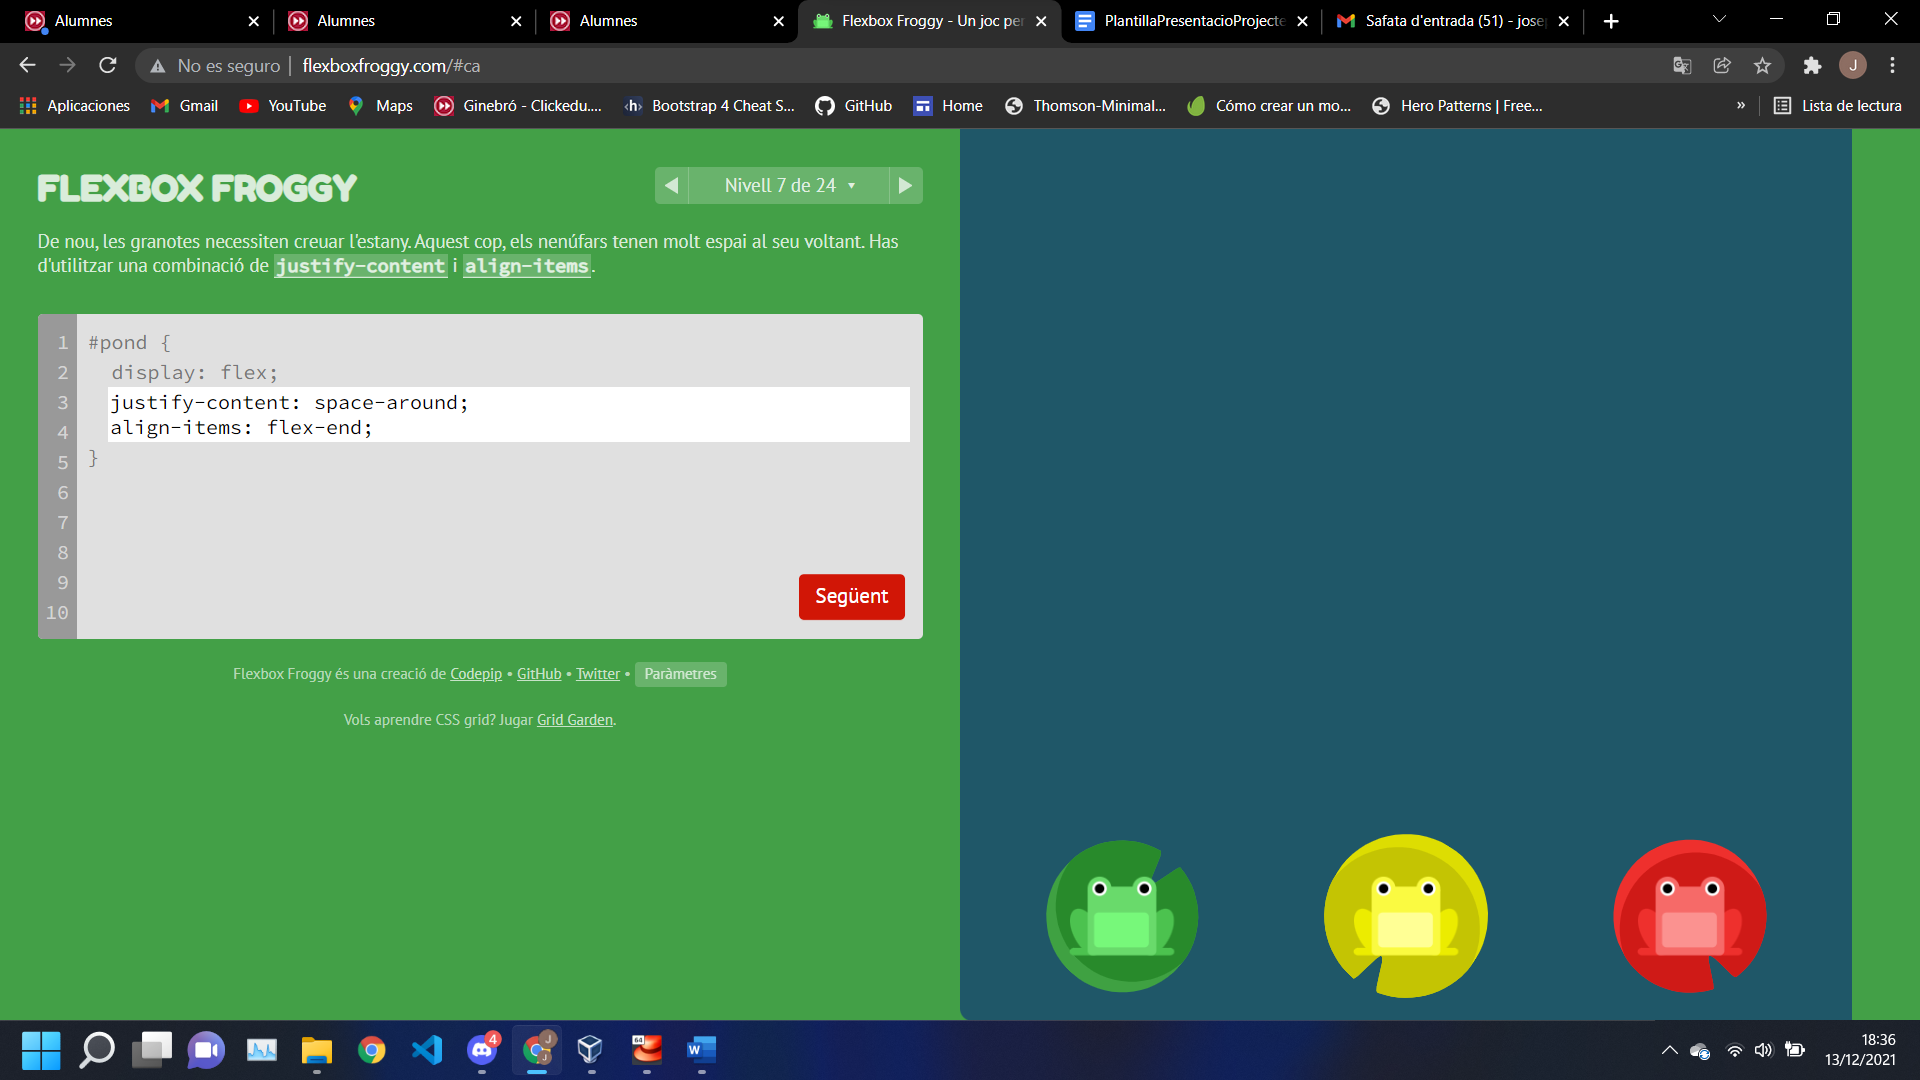 Alumnes
Alumnes
Alumnes
Flexbox Froggy - Un joc per
PlantillaPresentacioProjecte
Safata d'entrada (51) - jose
No es seguro
flexboxfroggy.com/#ca
J
Aplicaciones
Gmail
YouTube
Maps
Ginebró - Clickedu....
Bootstrap 4 Cheat S...
GitHub
Home
Thomson-Minimal...
Cómo crear un mo...
Hero Patterns | Free...
»
Lista de lectura
FLEXBOX FROGGY
Nivell 7 de 24
De nou, les granotes necessiten creuar l'estany. Aquest cop, els nenúfars tenen molt espai al seu voltant. Has
d'utilitzar una combinació de justify-content i align-items.
1 #pond {
2 display: flex;
3 justify-content: space-around;
4 align-items: flex-end;
5 }
6
7
8
9
10
Següent
Flexbox Froggy és una creació de Codepip • GitHub • Twitter • Paràmetres
Vols aprendre CSS grid? Jugar Grid Garden.
4
J
J
64
W
18:36
13/12/2021